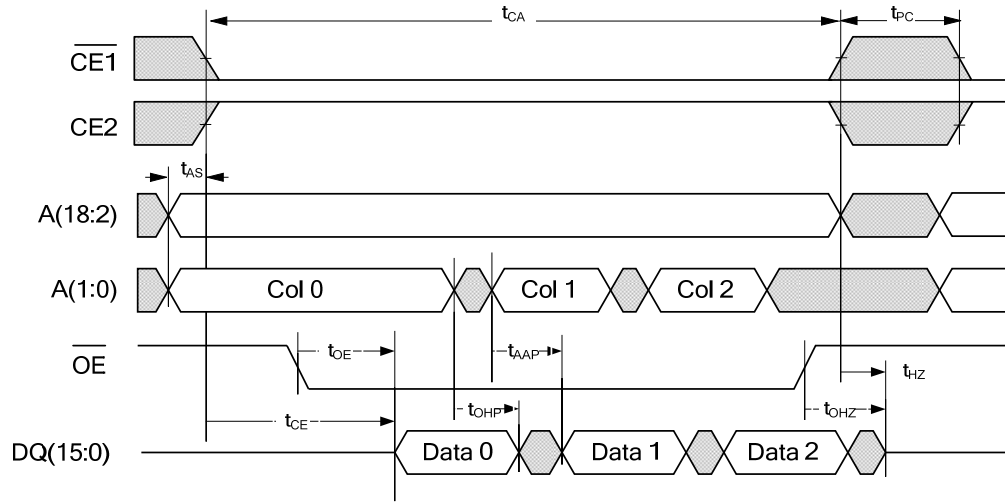 tCA tPC
CE1
CE2
tAS
A(18:2)
A(1:0) Col 0 Col 1 Col 2
OE tOE tAAP tHZ
tCE tOHP tOHZ
DQ(15:0) Data 0 Data 1 Data 2